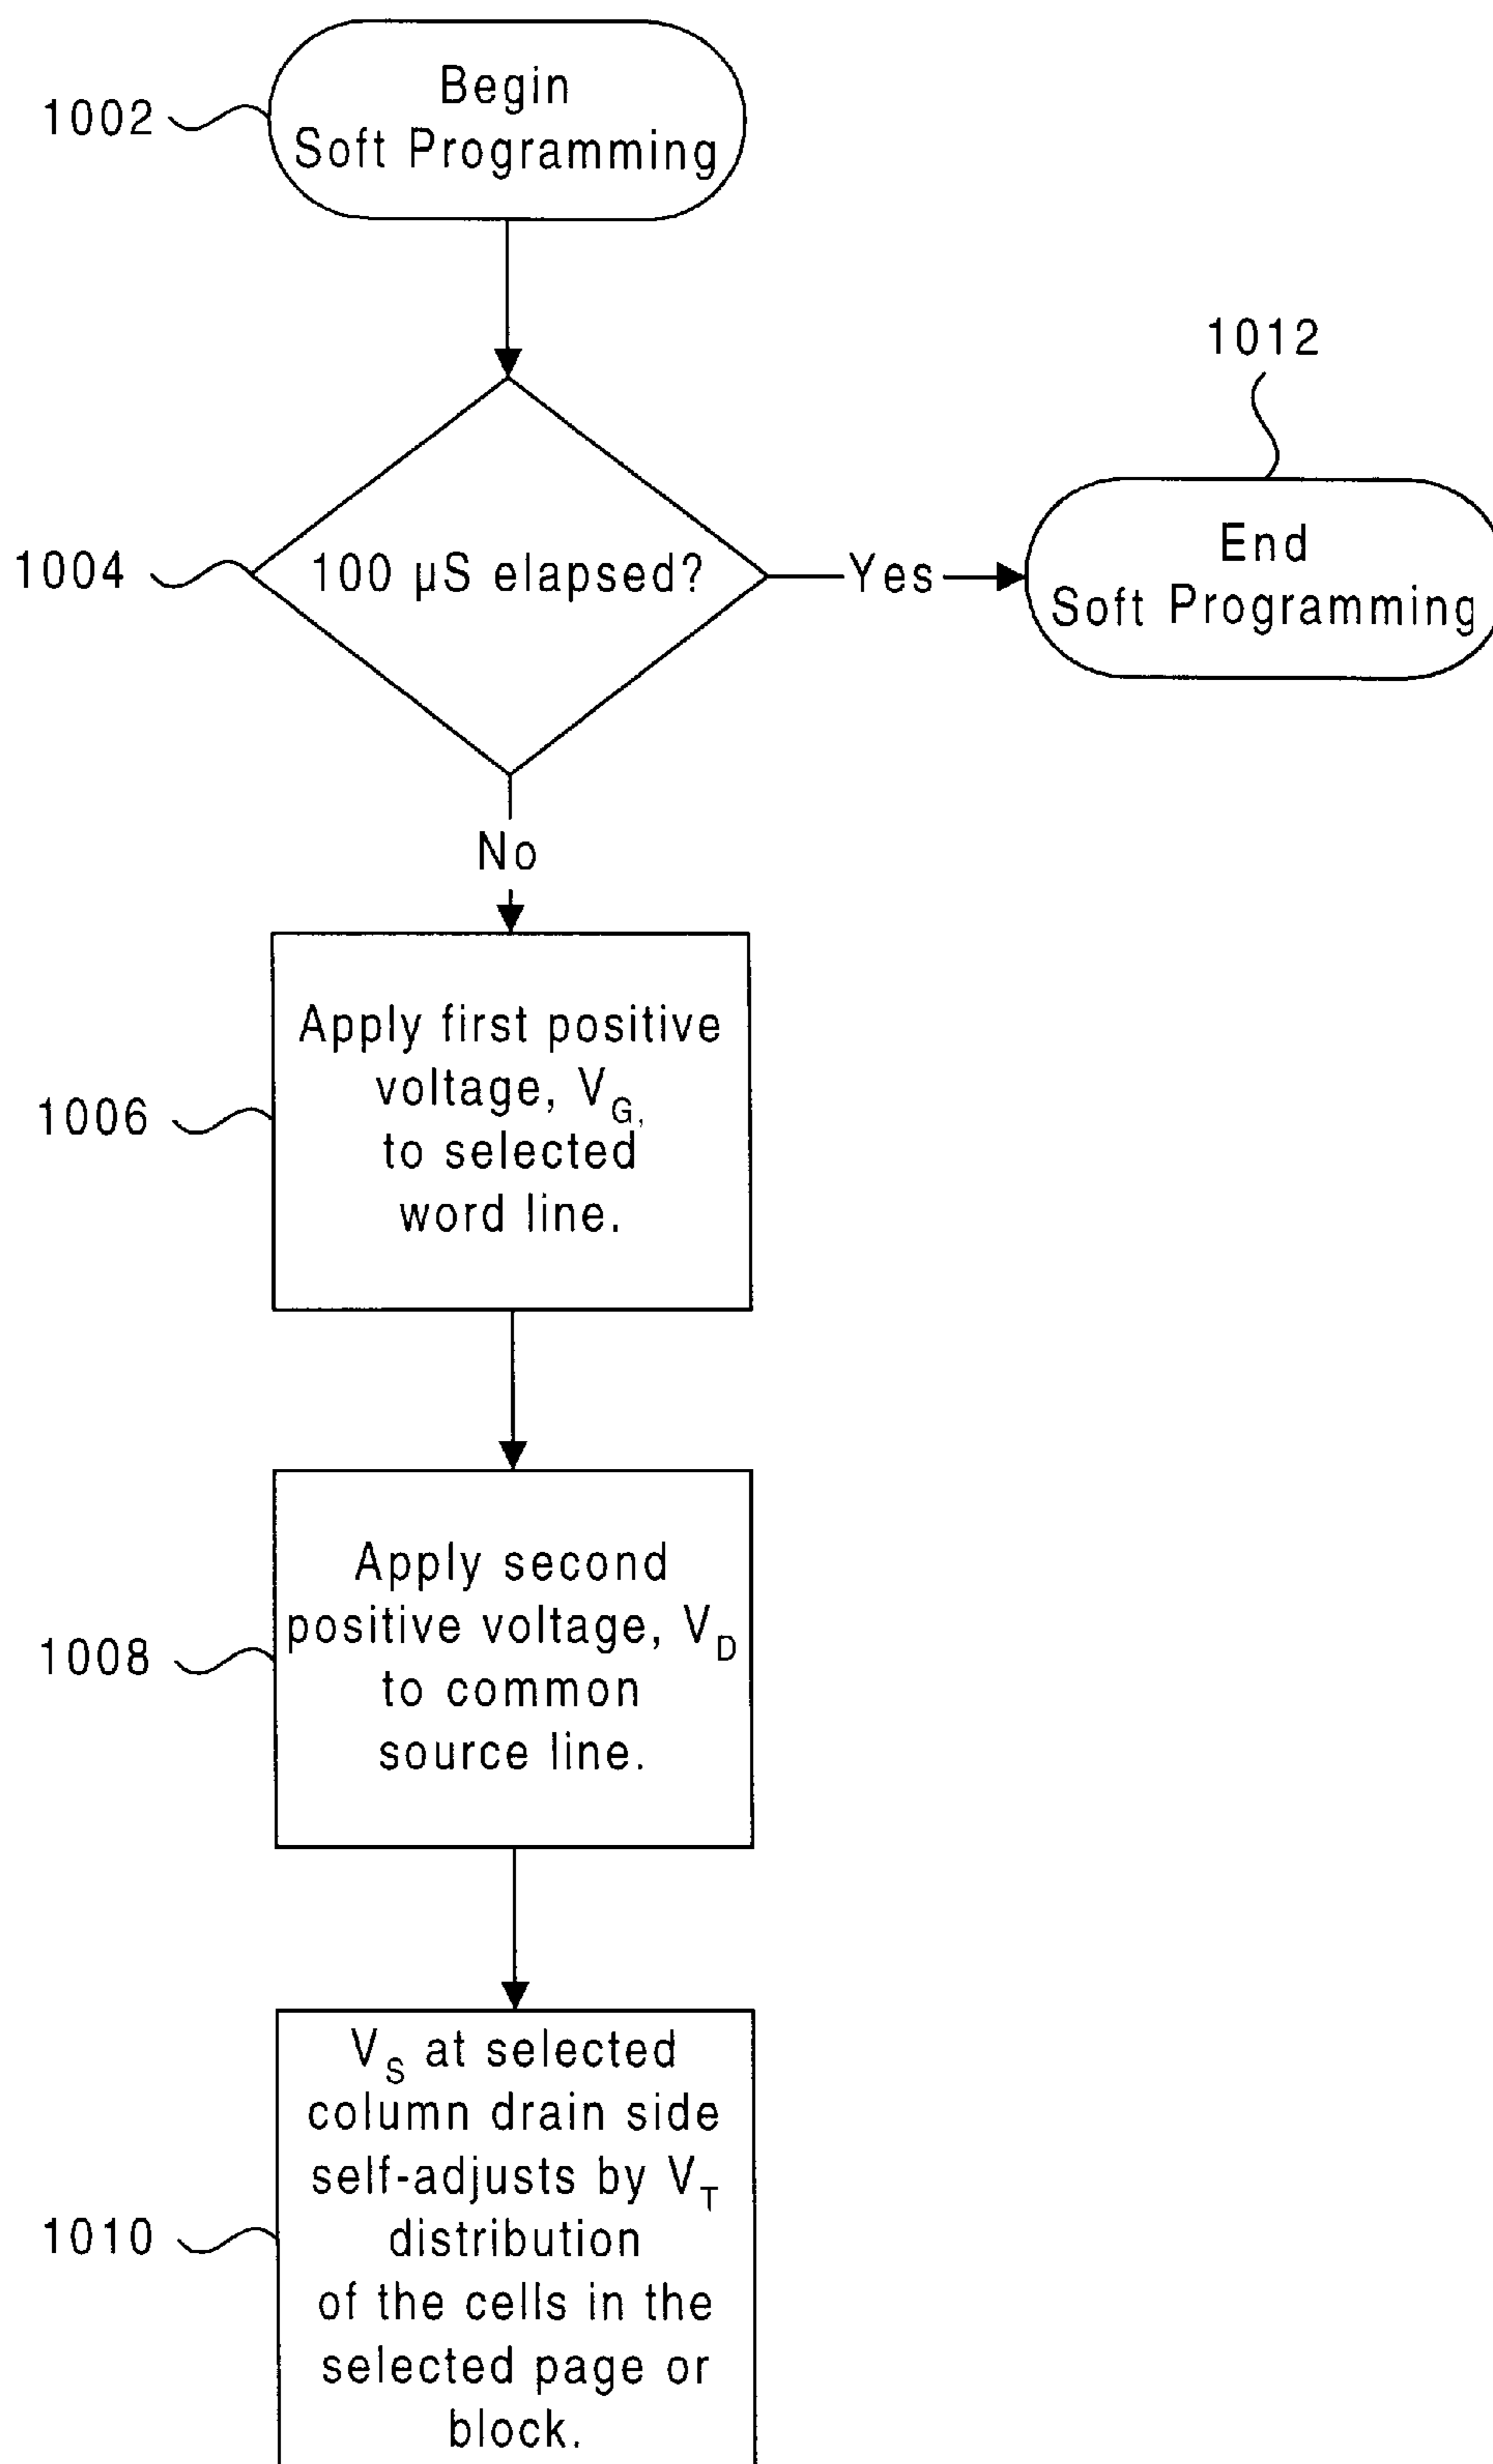 1002
Begin
Soft Programming
1012
1004
100 µS elapsed?
Yes
End
Soft Programming
No
1006
Apply first positive
voltage, VG,
to selected
word line.
1008
Apply second
positive voltage, VD
to common
source line.
1010
VS at selected
column drain side
self-adjusts by VT
distribution
of the cells in the
selected page or
block.